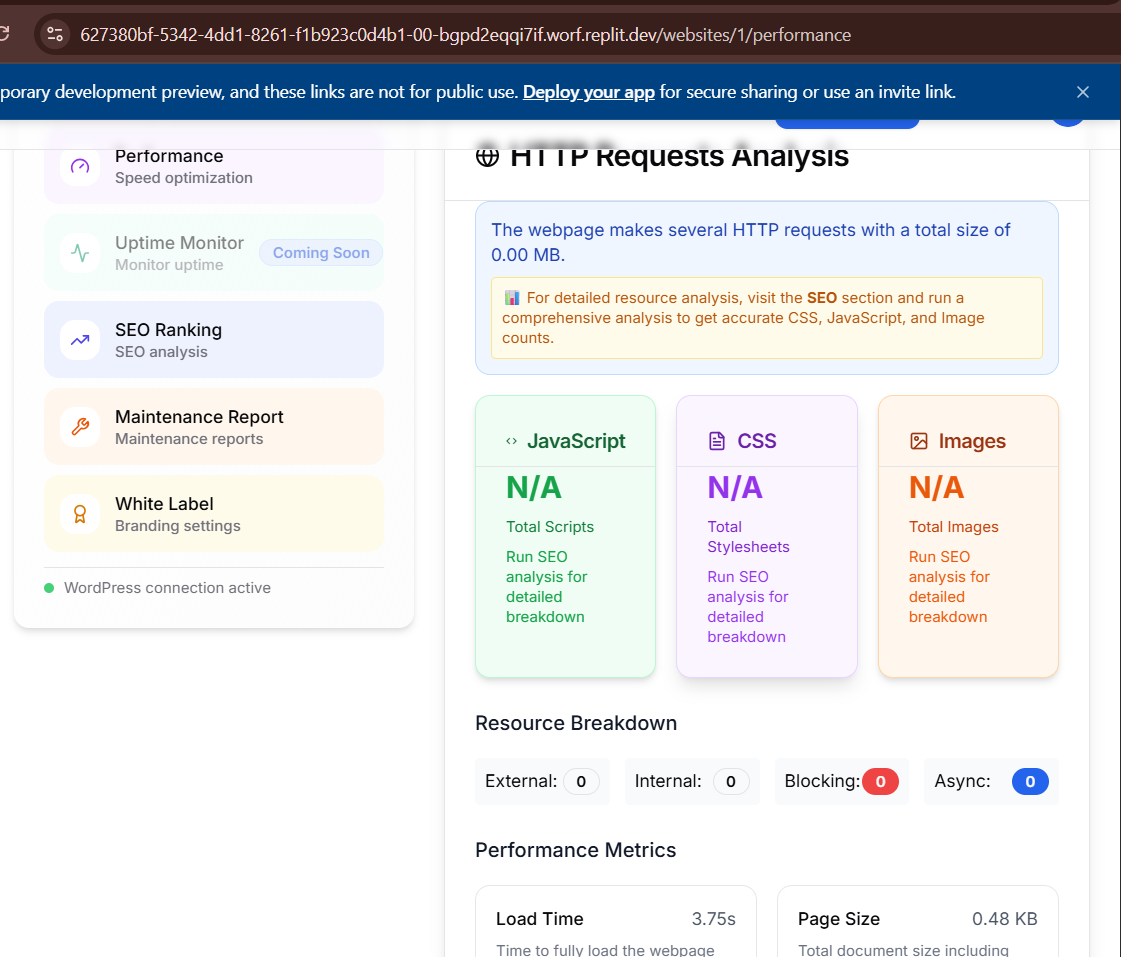 627380bf-5342-4dd1-8261-f1b923c0d4b1-00-bgpd2eqqi7if.worf.replit.dev/websites/1/performance
porary development preview, and these links are not for public use. Deploy your app for secure sharing or use an invite link.
Performance
Speed optimization
Uptime Monitor
Monitor uptime
Coming Soon
SEO Ranking
SEO analysis
Maintenance Report
Maintenance reports
White Label
Branding settings
WordPress connection active
HTTP Requests Analysis
The webpage makes several HTTP requests with a total size of
0.00 MB.
📊 For detailed resource analysis, visit the SEO section and run a
comprehensive analysis to get accurate CSS, JavaScript, and Image
counts.
JavaScript
N/A
Total Scripts
Run SEO
analysis for
detailed
breakdown
CSS
N/A
Total
Stylesheets
Run SEO
analysis for
detailed
breakdown
Images
N/A
Total Images
Run SEO
analysis for
detailed
breakdown
Resource Breakdown
External: 0
Internal: 0
Blocking: 0
Async: 0
Performance Metrics
Load Time 3.75s
Time to fully load the webpage
Page Size 0.48 KB
Total document size including